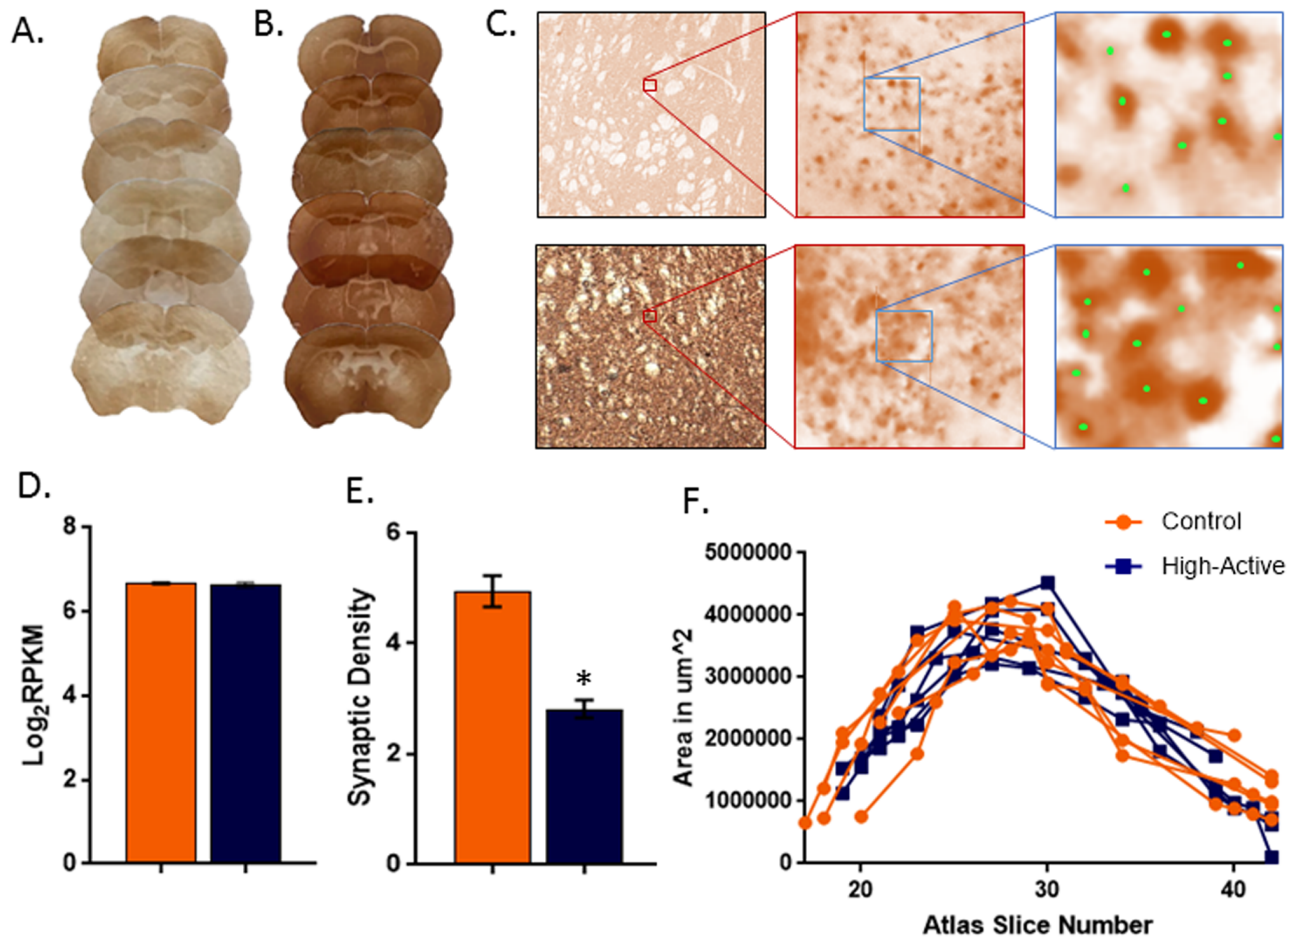 A.
B.
C.
D.
E.
F.
8
6
4
2
0
Log2RPKM
6
4
2
0
Synaptic Density
*
Control
High-Active
5000000
4000000
3000000
2000000
1000000
0
Area in um^2
20
30
40
Atlas Slice Number